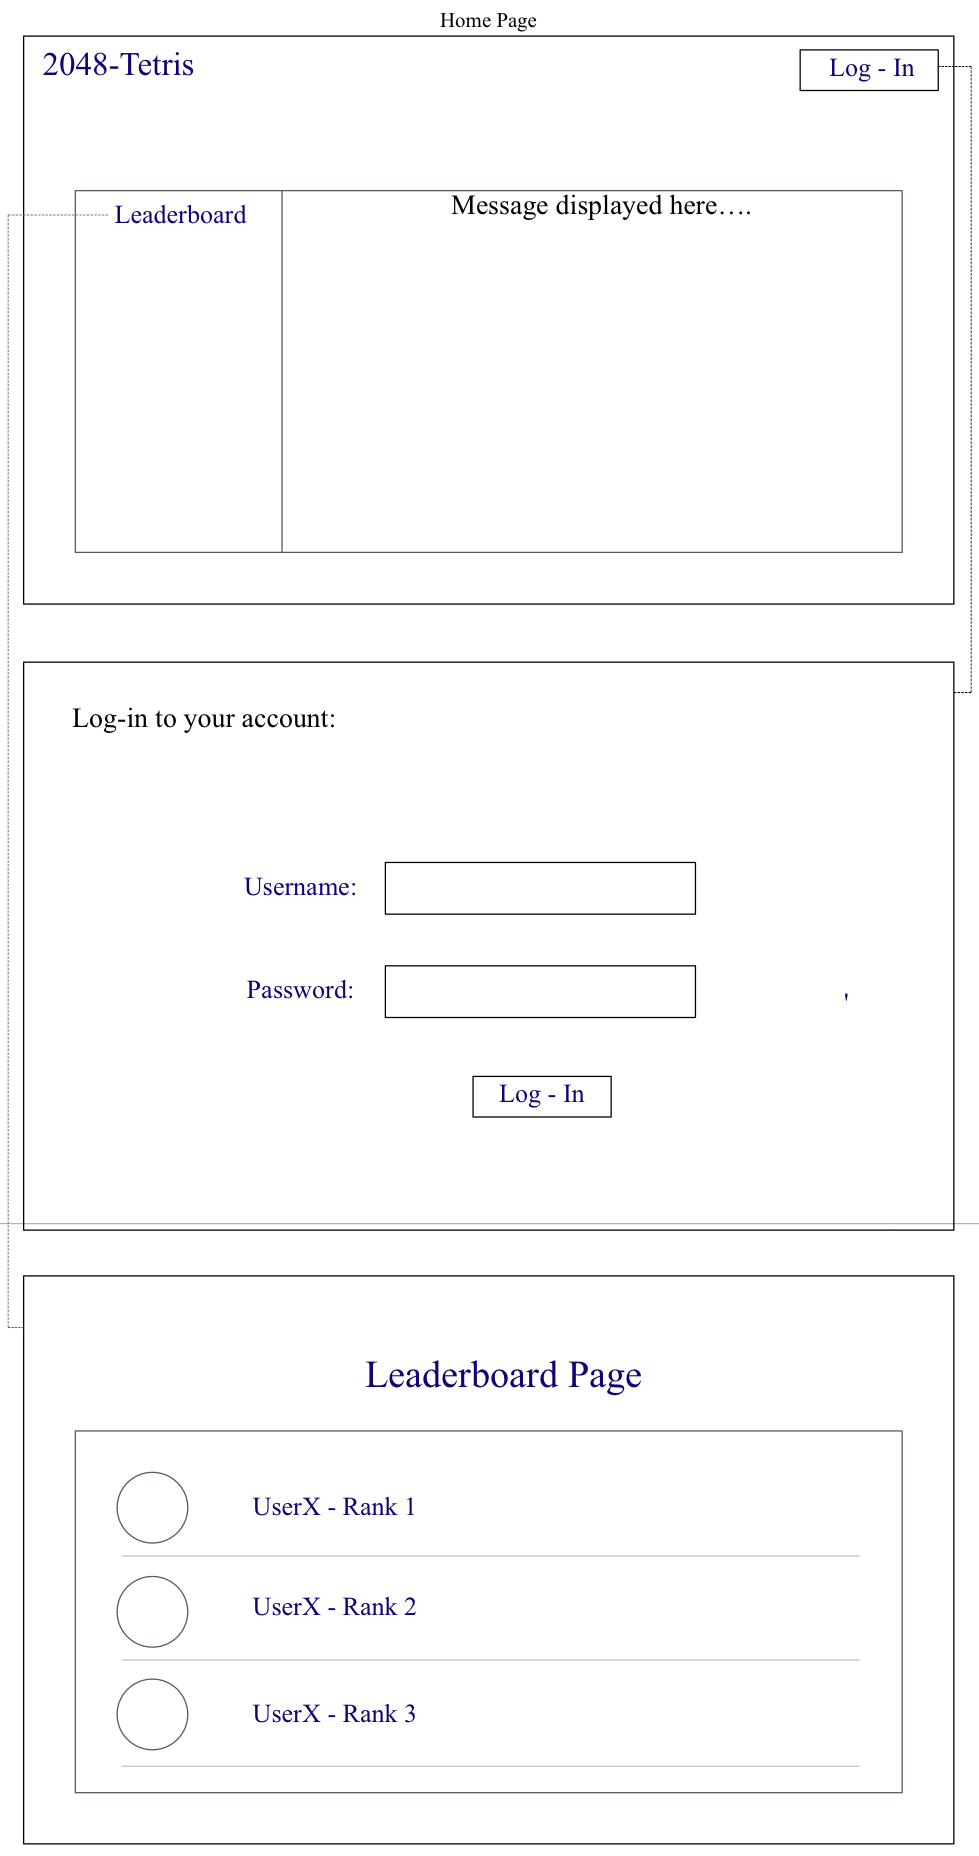 Home Page
2048-Tetris
Log - In
Leaderboard
Message displayed here….
Log-in to your account:
Username:
Password:
'
Log - In
Leaderboard Page
UserX - Rank 1
UserX - Rank 2
UserX - Rank 3